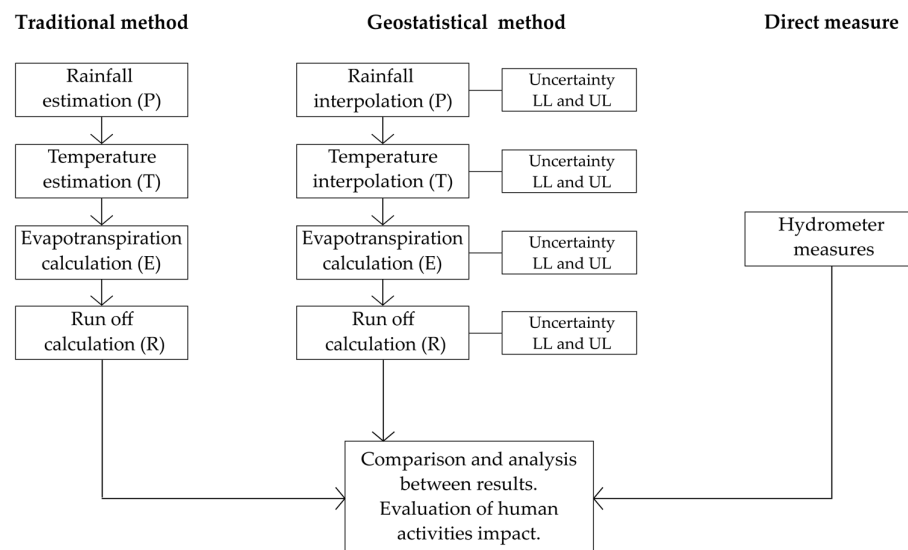 Traditional method
Geostatistical method
Direct measure
Rainfall
estimation (P)
Rainfall
interpolation (P)
Uncertainty
LL and UL
Temperature
estimation (T)
Temperature
interpolation (T)
Uncertainty
LL and UL
Evapotranspiration
calculation (E)
Evapotranspiration
calculation (E)
Uncertainty
LL and UL
Hydrometer
measures
Run off
calculation (R)
Run off
calculation (R)
Uncertainty
LL and UL
Comparison and analysis
between results.
Evaluation of human
activities impact.